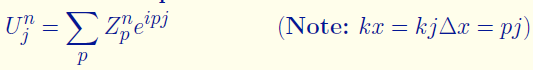 $U_j^n = \sum_p Z_p^n e^{ipj}$ (Note: $kx = kj\Delta x = pj$)